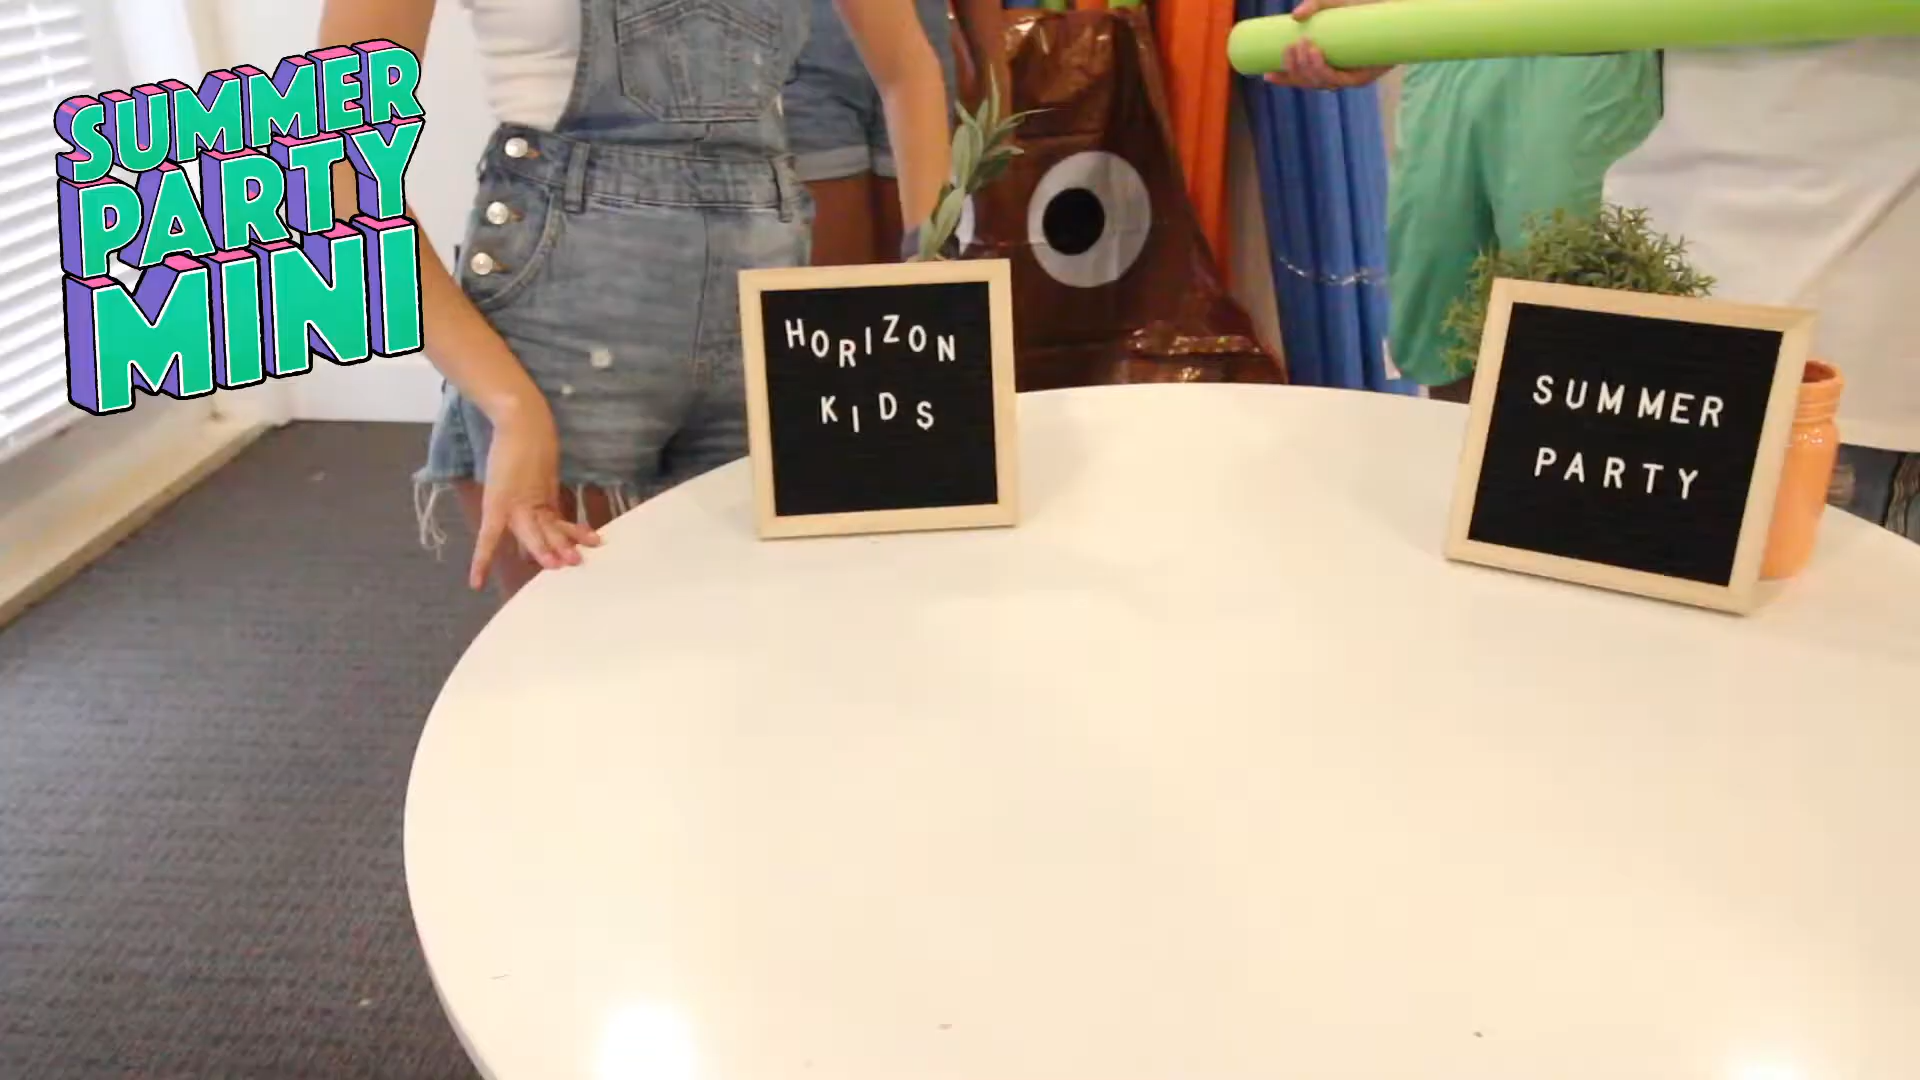 SUMMER
PARTY
MINI
HORIZON
KIDS
SUMMER
PARTY